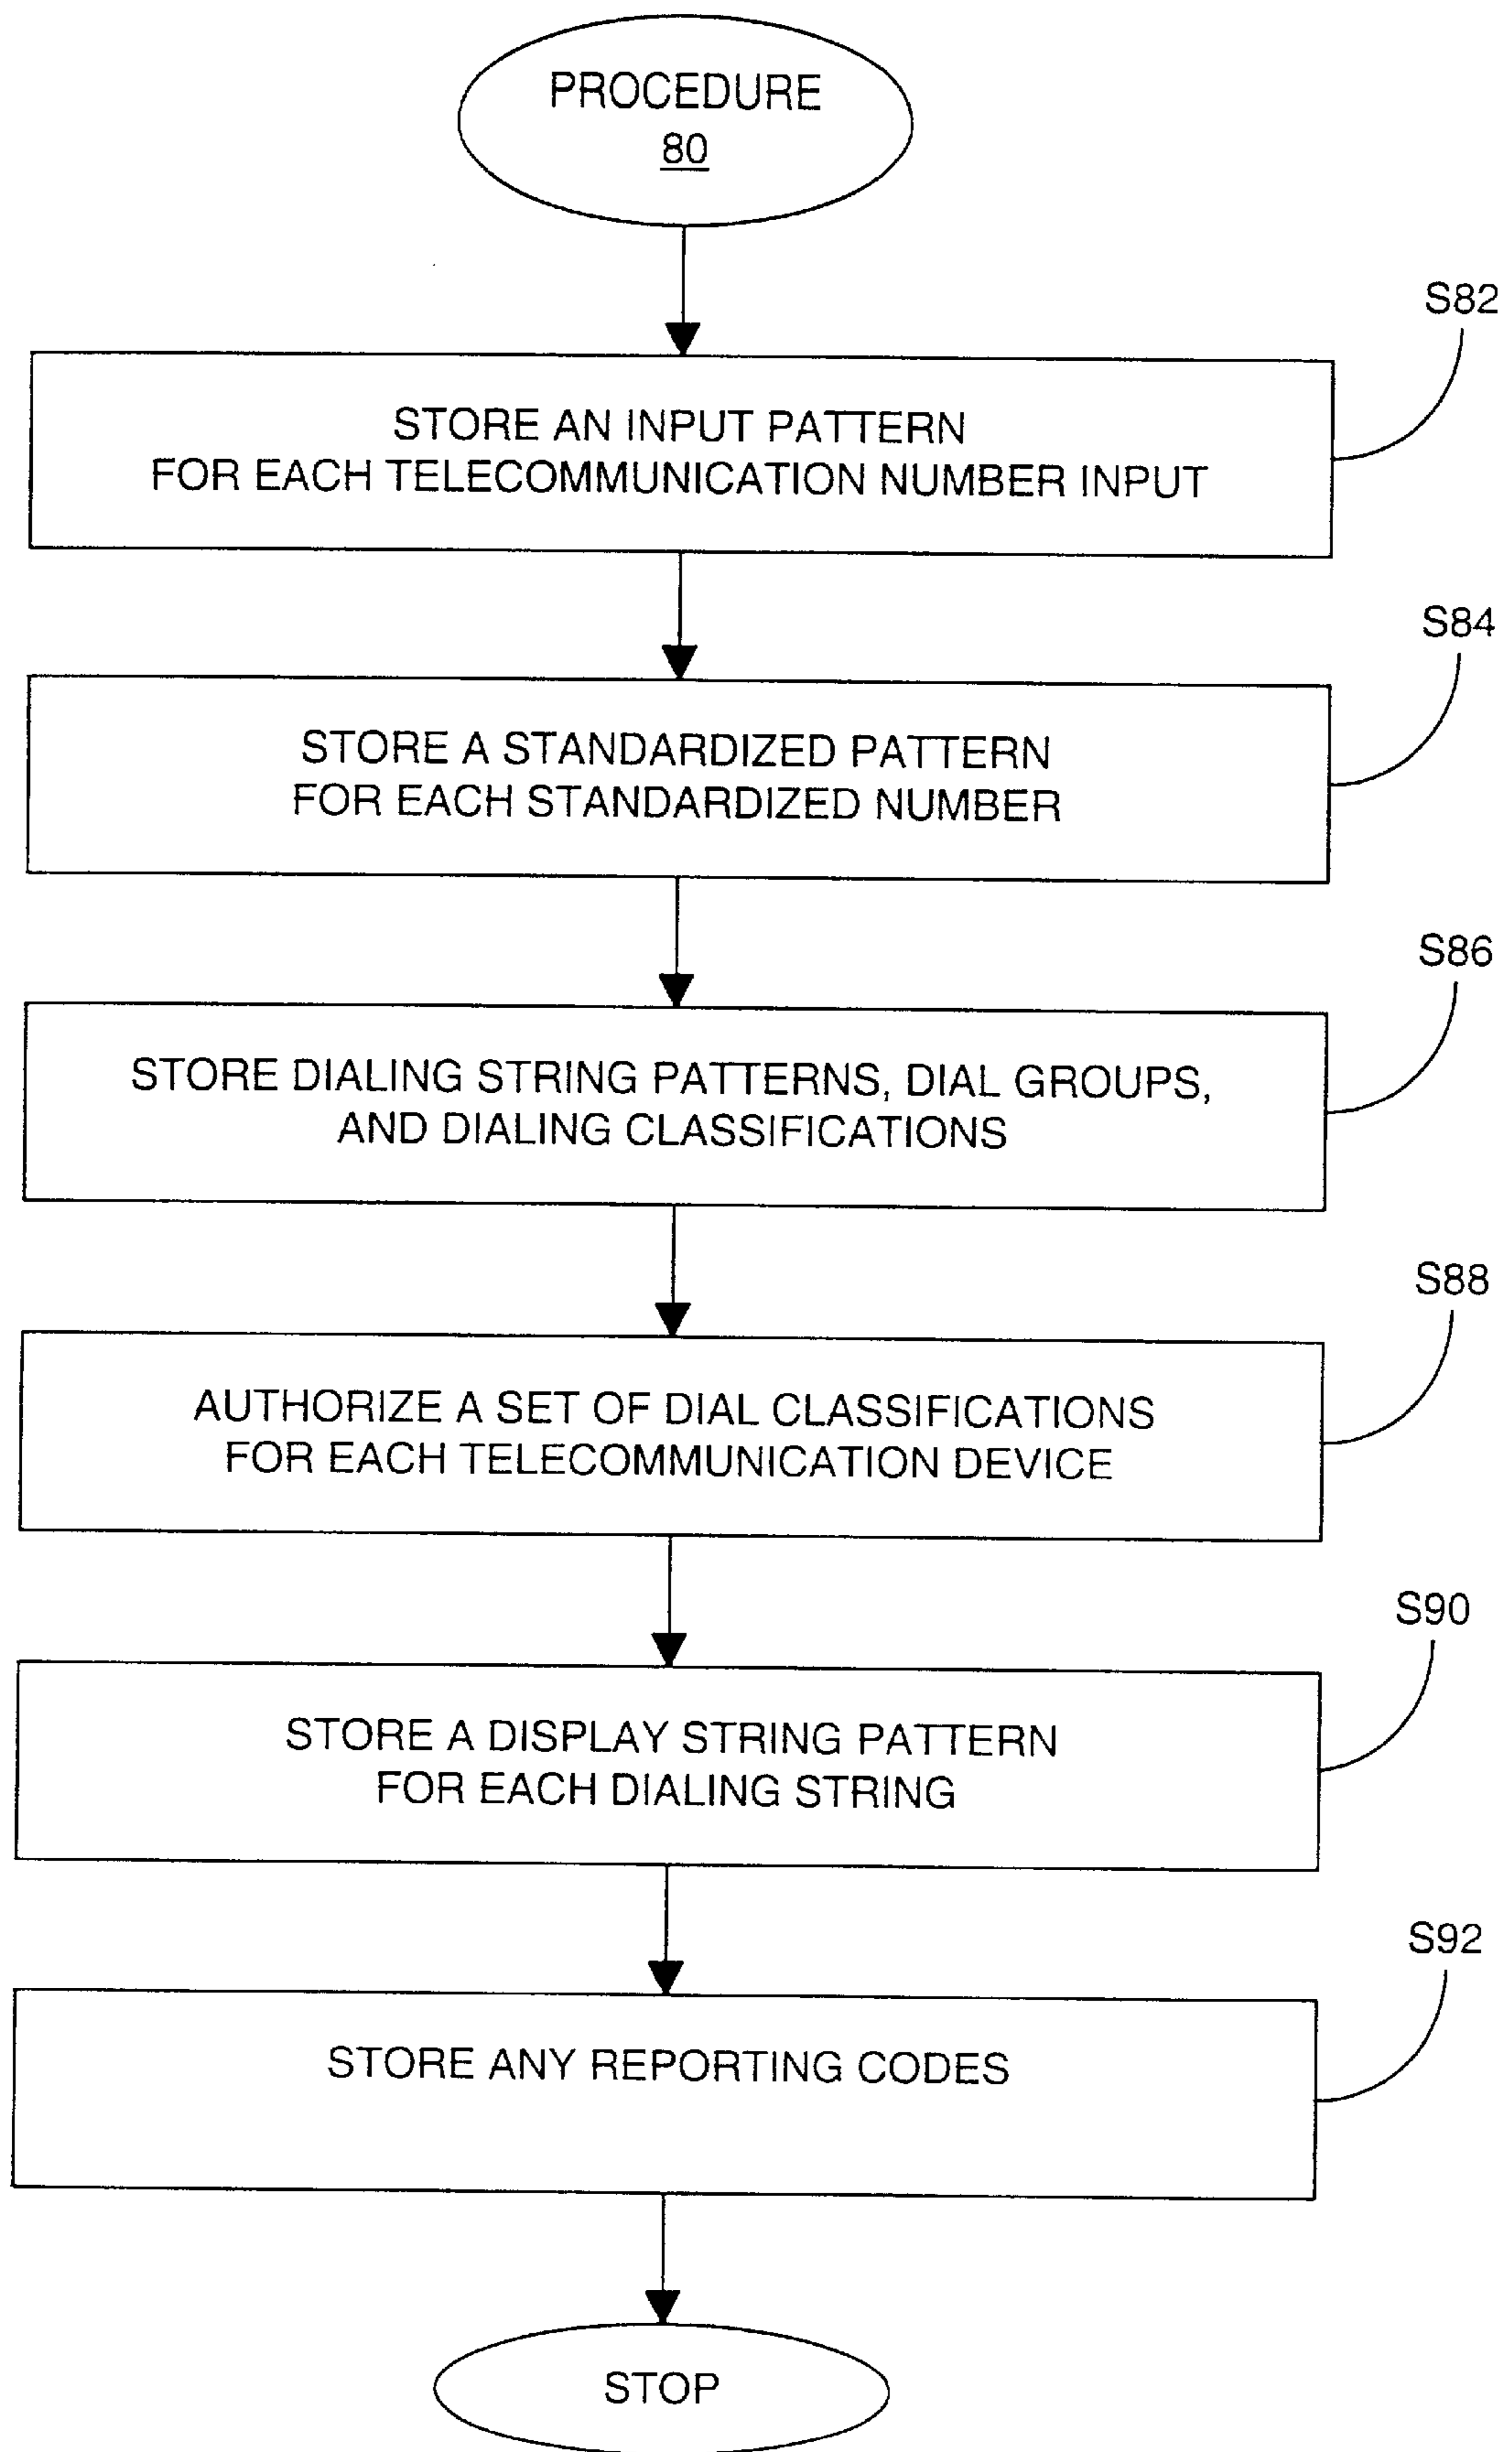 PROCEDURE
80
S82
STORE AN INPUT PATTERN
FOR EACH TELECOMMUNICATION NUMBER INPUT
S84
STORE A STANDARDIZED PATTERN
FOR EACH STANDARDIZED NUMBER
S86
STORE DIALING STRING PATTERNS, DIAL GROUPS,
AND DIALING CLASSIFICATIONS
S88
AUTHORIZE A SET OF DIAL CLASSIFICATIONS
FOR EACH TELECOMMUNICATION DEVICE
S90
STORE A DISPLAY STRING PATTERN
FOR EACH DIALING STRING
S92
STORE ANY REPORTING CODES
STOP